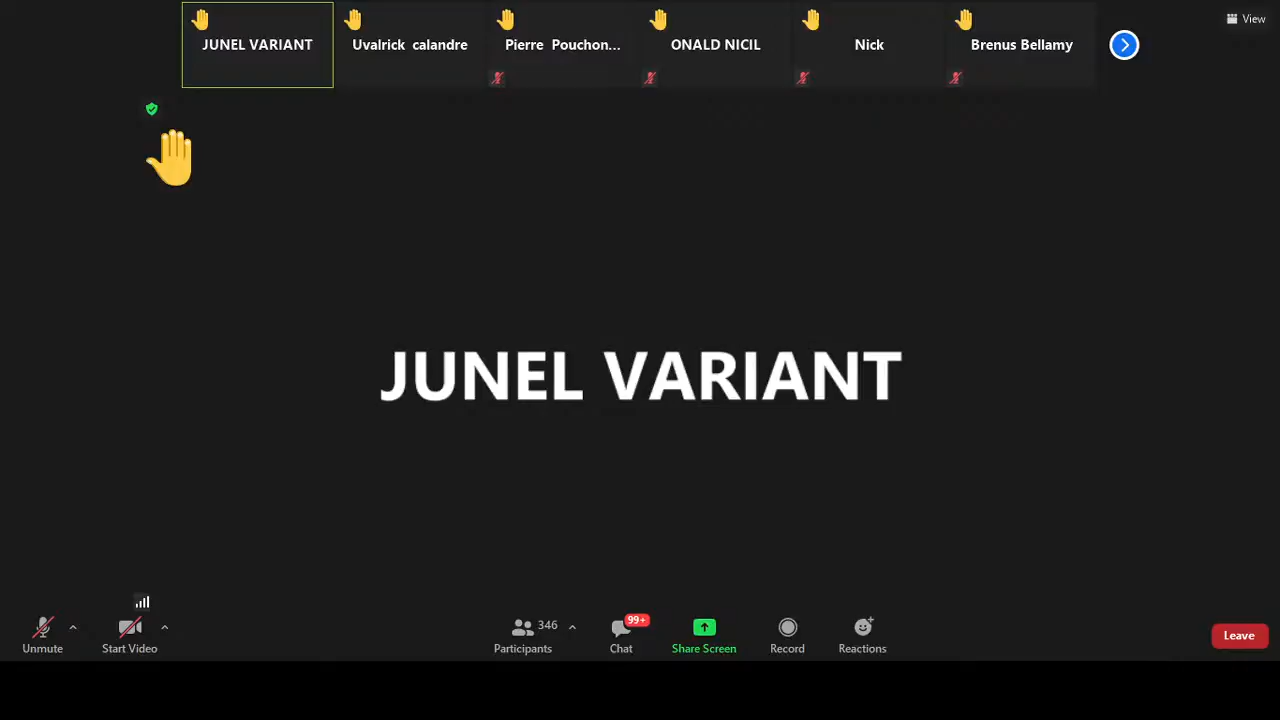 JUNEL VARIANT
Uvalrick calandre
Pierre Pouchon...
ONALD NICIL
Nick
Brenus Bellamy
View
JUNEL VARIANT
Unmute
Start Video
346
Participants
99+
Chat
Share Screen
Record
Reactions
Leave